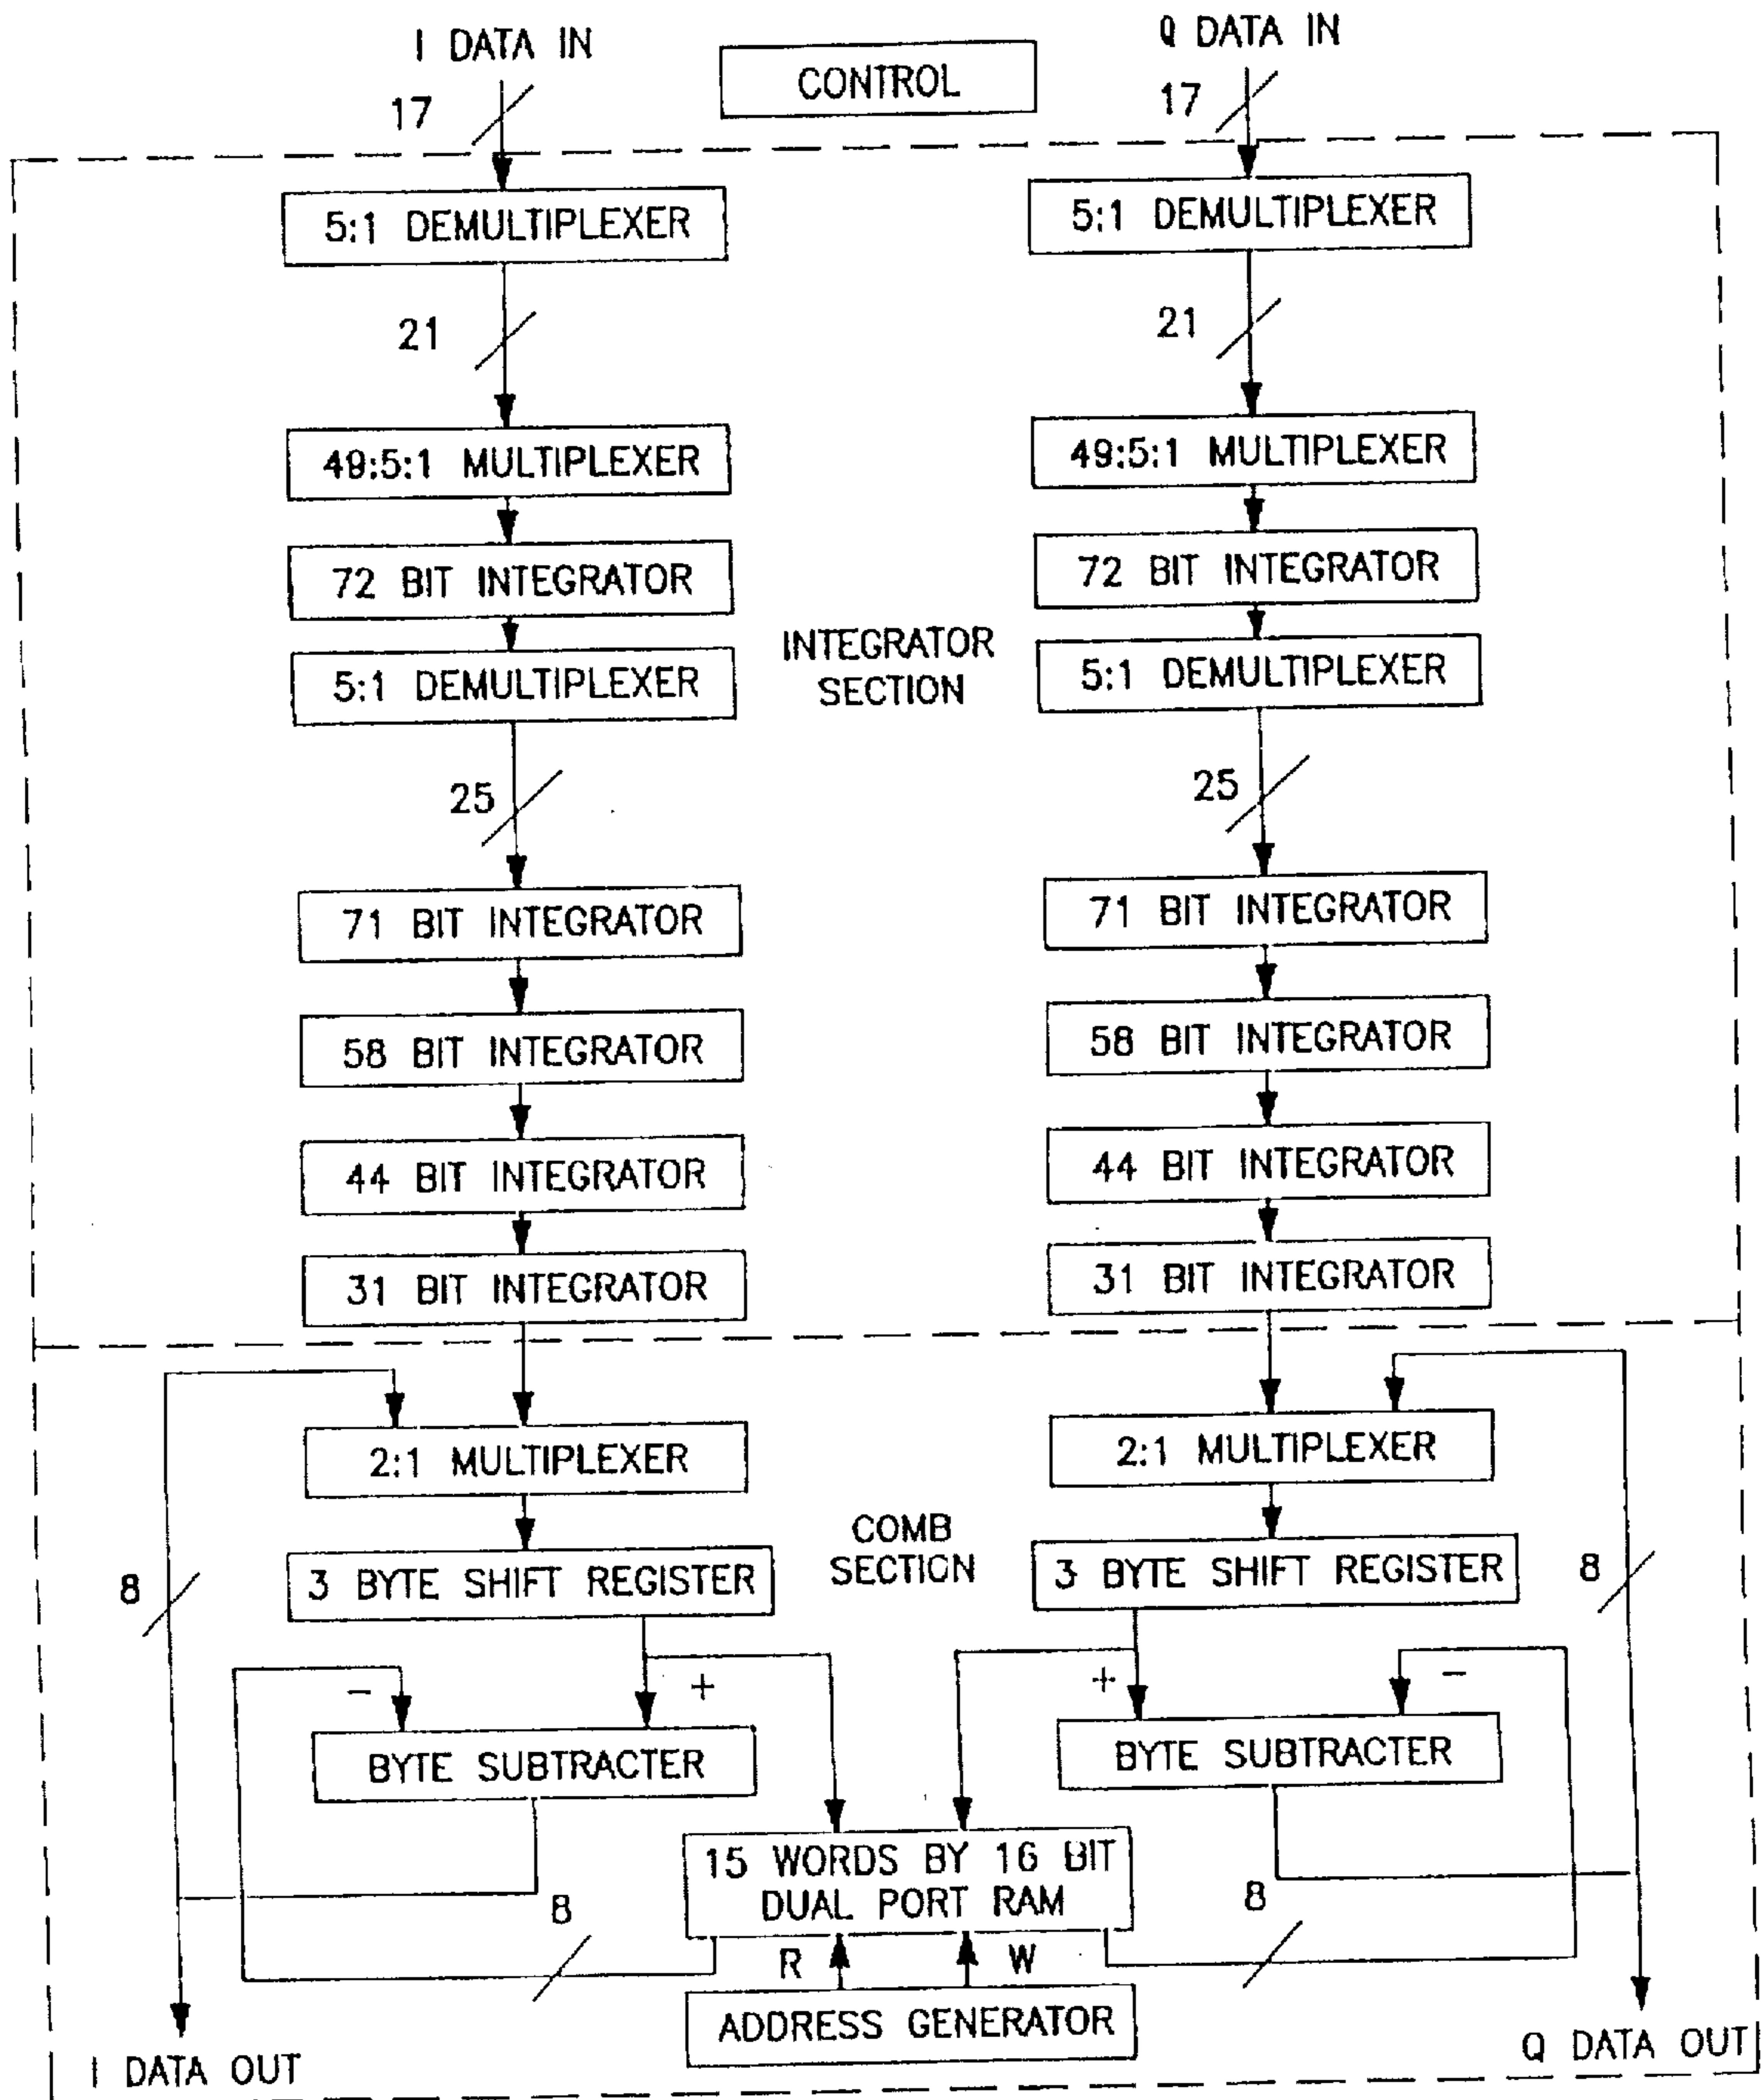 I DATA IN
CONTROL
Q DATA IN
17
17
5:1 DEMULTIPLEXER
5:1 DEMULTIPLEXER
21
21
49:5:1 MULTIPLEXER
49:5:1 MULTIPLEXER
72 BIT INTEGRATOR
72 BIT INTEGRATOR
INTEGRATOR
SECTION
5:1 DEMULTIPLEXER
5:1 DEMULTIPLEXER
25
25
71 BIT INTEGRATOR
71 BIT INTEGRATOR
58 BIT INTEGRATOR
58 BIT INTEGRATOR
44 BIT INTEGRATOR
44 BIT INTEGRATOR
31 BIT INTEGRATOR
31 BIT INTEGRATOR
2:1 MULTIPLEXER
2:1 MULTIPLEXER
COMB
SECTION
8
3 BYTE SHIFT REGISTER
3 BYTE SHIFT REGISTER
8
−
+
+
−
BYTE SUBTRACTER
BYTE SUBTRACTER
15 WORDS BY 16 BIT
DUAL PORT RAM
8
8
R
W
ADDRESS GENERATOR
I DATA OUT
Q DATA OUT